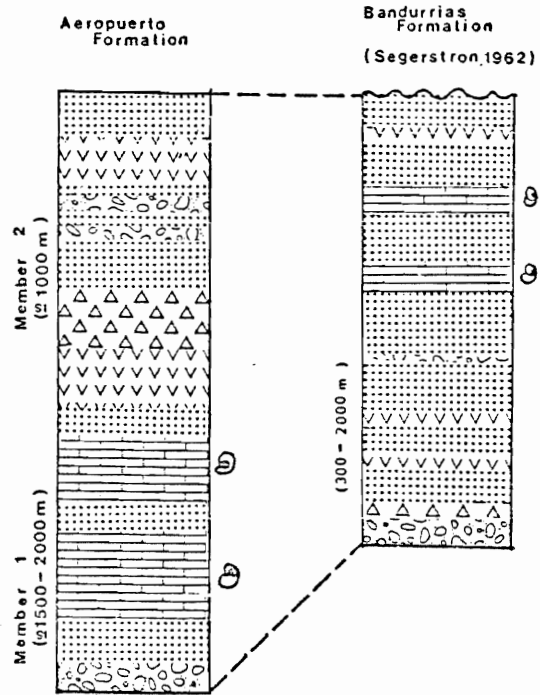 Aeropuerto
Formation
Bandurrias
Formation
(Segerstron, 1962)
Member 2
(≃1000 m)
Member 1
(≃1500-2000 m)
(300-2000 m)